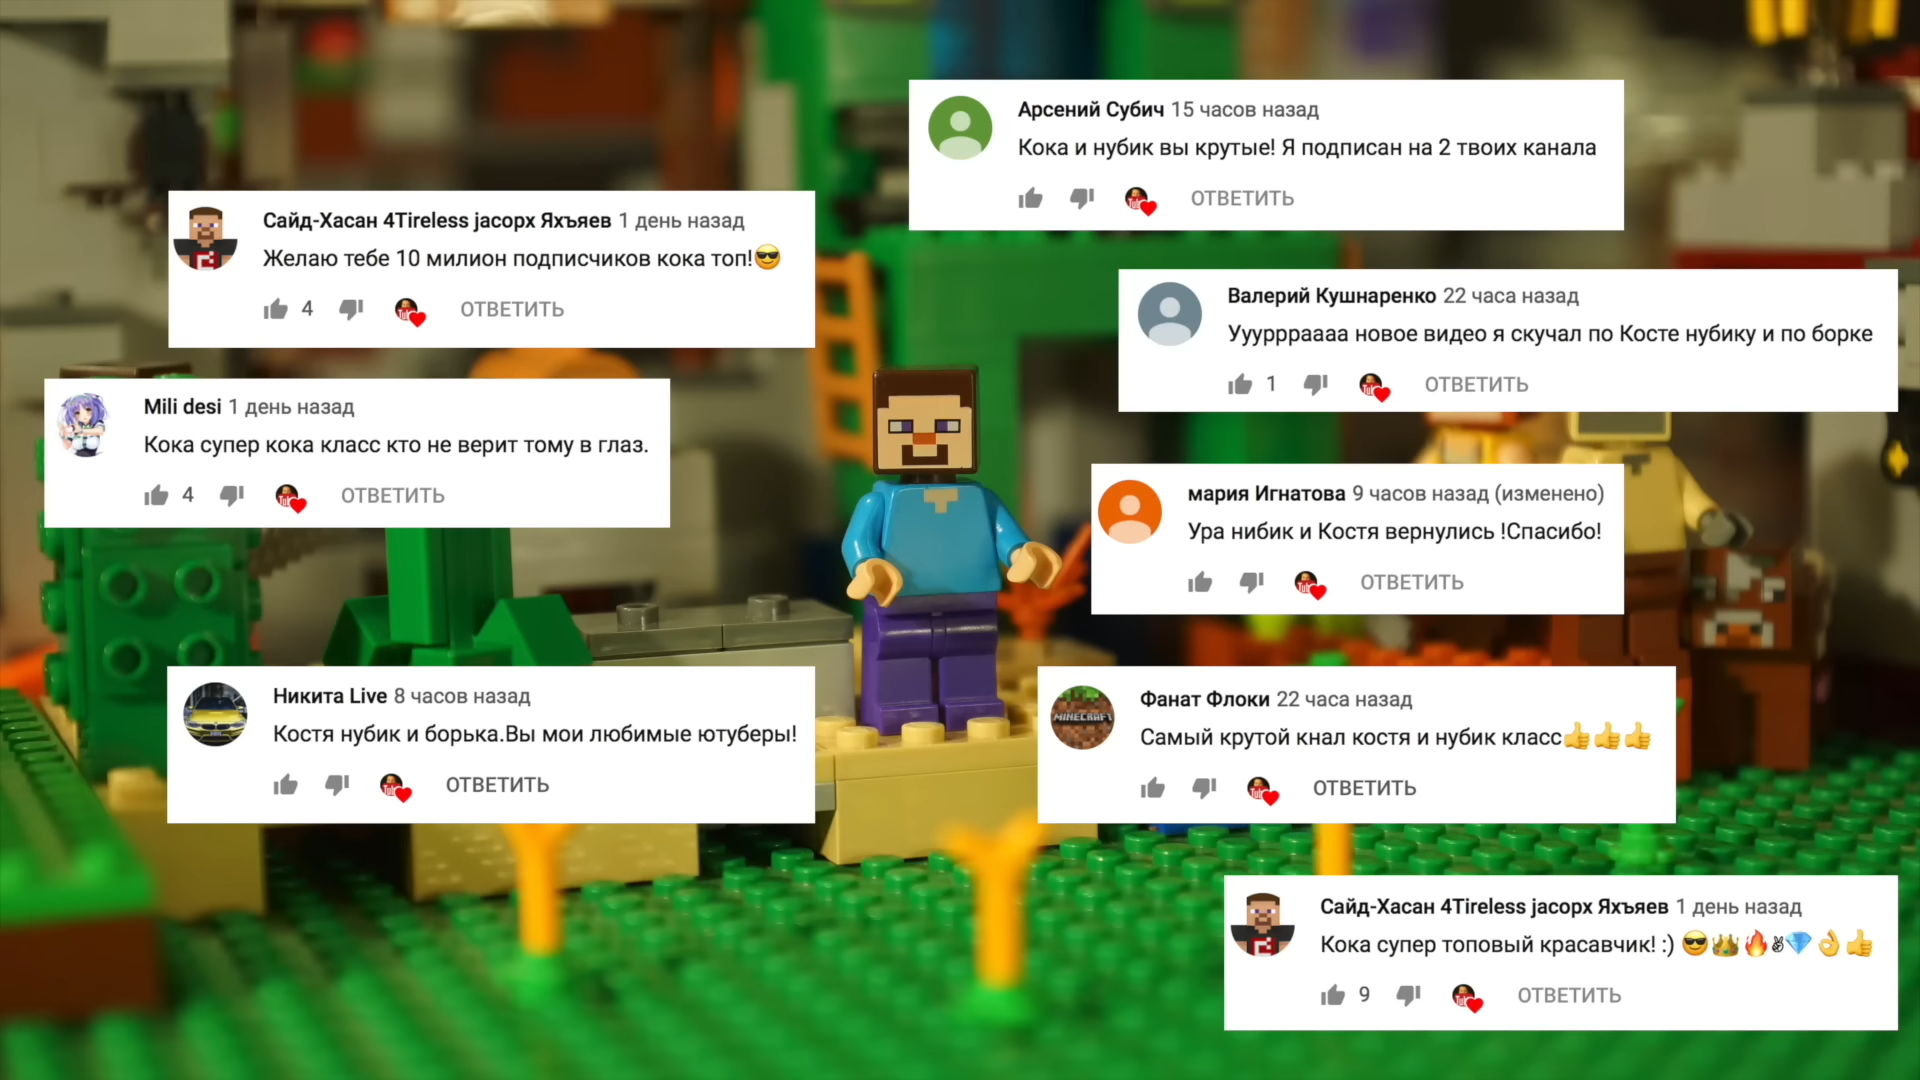 Арсений Субич 15 часов назад
Кока и нубик вы крутые! Я подписан на 2 твоих канала
ОТВЕТИТЬ
Сайд-Хасан 4Tireless jacopx Яхъяев 1 день назад
Желаю тебе 10 милион подписчиков кока топ!😎
4 ОТВЕТИТЬ
Валерий Кушнаренко 22 часа назад
Уууррраааа новое видео я скучал по Косте нубику и по борке
1 ОТВЕТИТЬ
Mili desi 1 день назад
Кока супер кока класс кто не верит тому в глаз.
4 ОТВЕТИТЬ
мария Игнатова 9 часов назад (изменено)
Ура нибик и Костя вернулись !Спасибо!
ОТВЕТИТЬ
Никита Live 8 часов назад
Костя нубик и борька.Вы мои любимые ютуберы!
ОТВЕТИТЬ
MINECRAFT
Фанат Флоки 22 часа назад
Самый крутой кнал костя и нубик класс👍👍👍
ОТВЕТИТЬ
Сайд-Хасан 4Tireless jacopx Яхъяев 1 день назад
Кока супер топовый красавчик! :) 😎👑🔥✌💎👌👍
9 ОТВЕТИТЬ